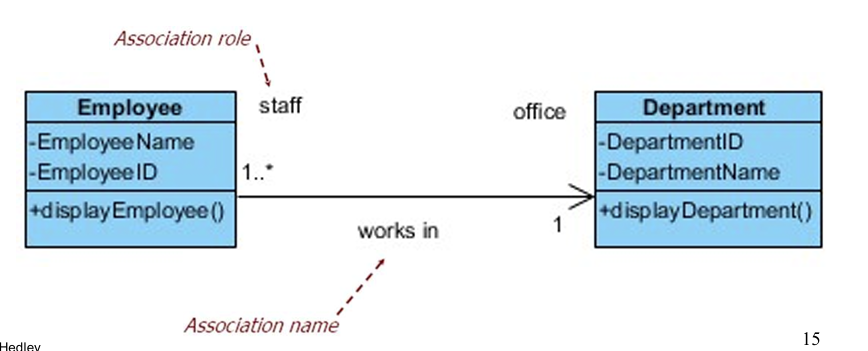 Association role
Employee
-EmployeeName
-EmployeeID
+displayEmployee()
staff
1..*
works in
office
1
Department
-DepartmentID
-DepartmentName
+displayDepartment()
Association name
Hedley
15